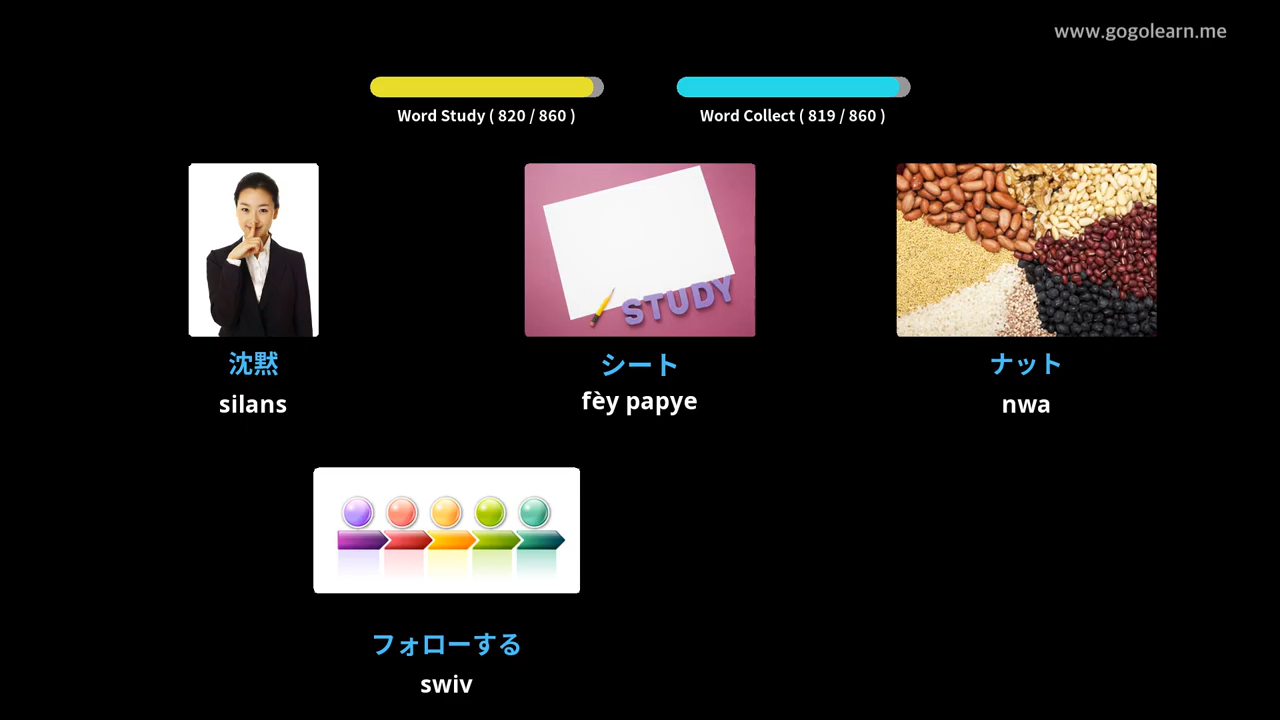 www.gogolearn.me
Word Study ( 820 / 860 )
Word Collect ( 819 / 860 )
STUDY
沈黙
silans
シート
fèy papye
ナット
nwa
フォローする
swiv